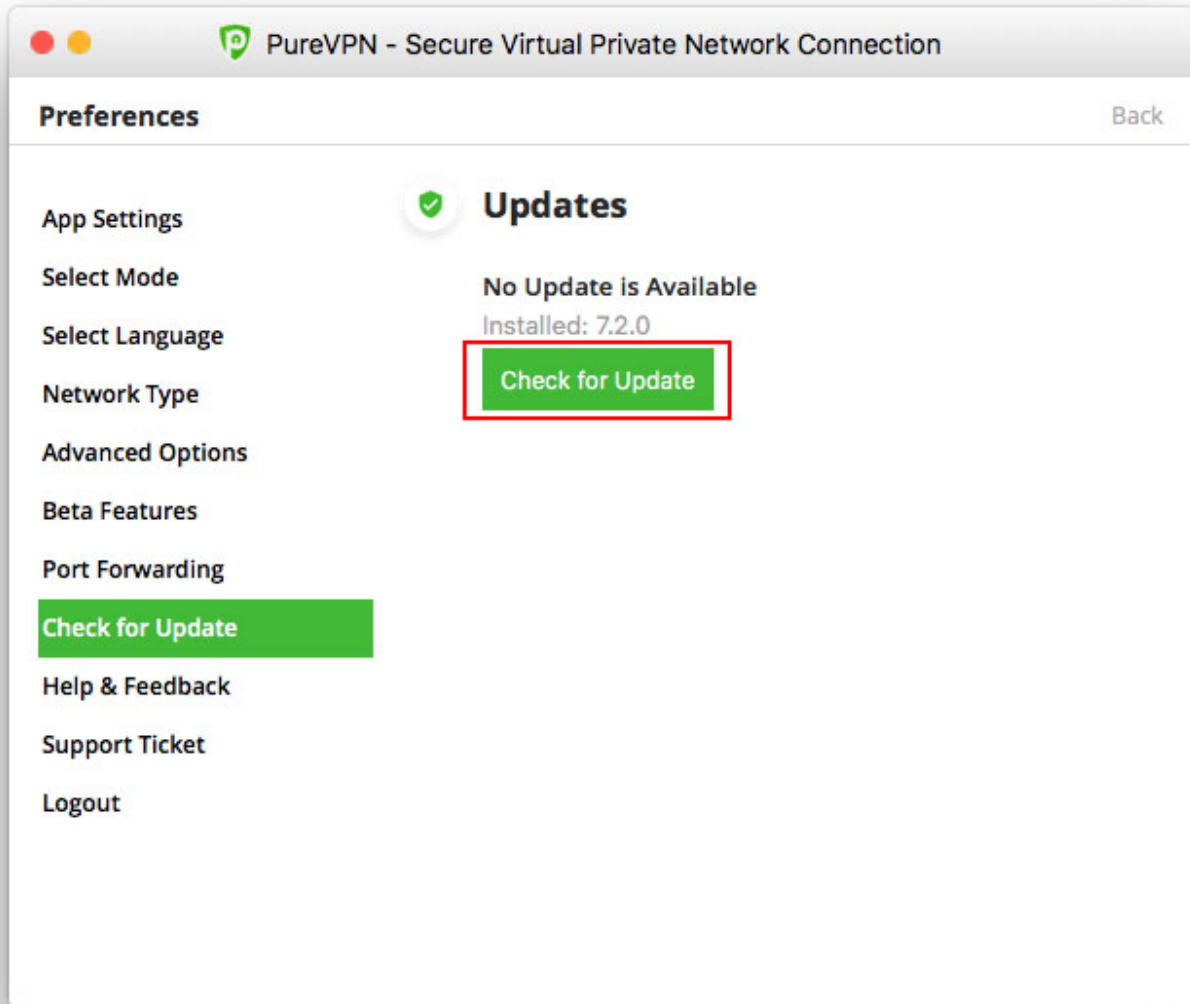 PureVPN - Secure Virtual Private Network Connection
Preferences
Back
App Settings
Select Mode
Select Language
Network Type
Advanced Options
Beta Features
Port Forwarding
Check for Update
Help & Feedback
Support Ticket
Logout
Updates
No Update is Available
Installed: 7.2.0
Check for Update